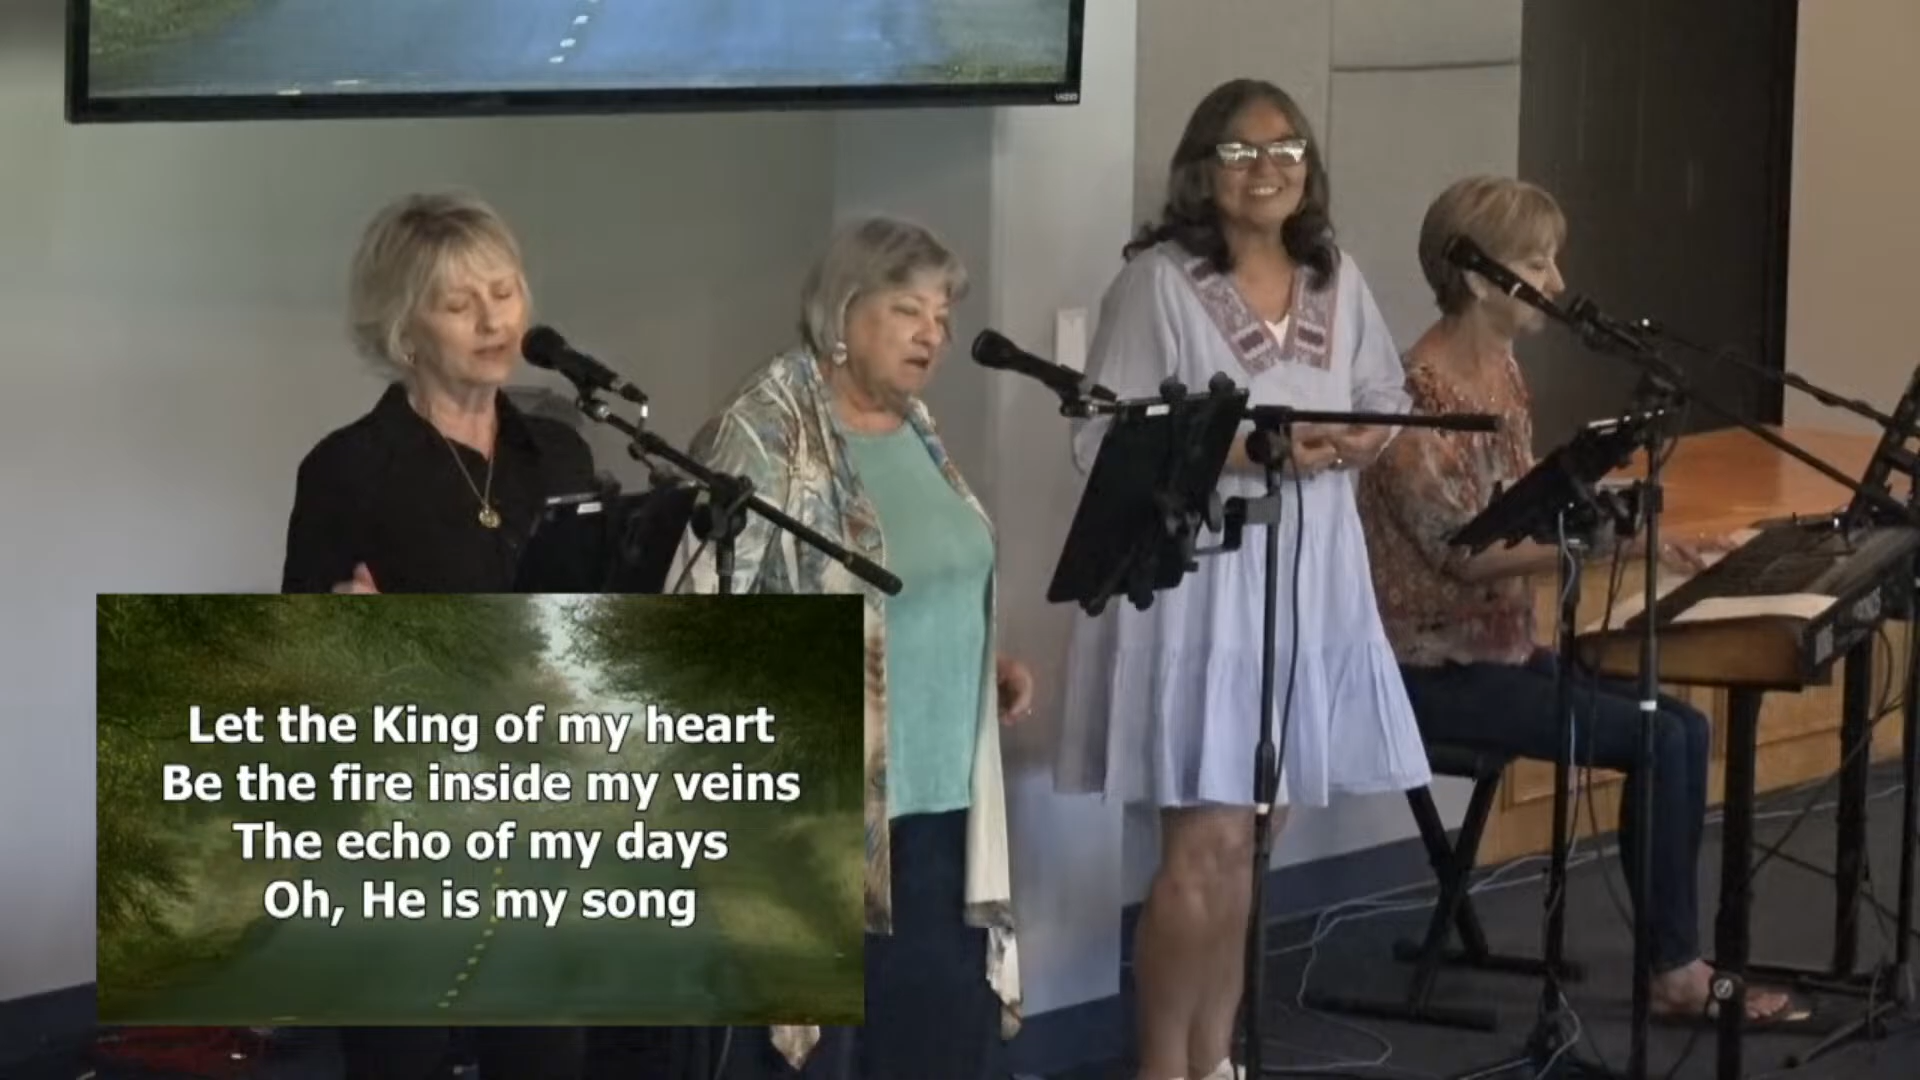 VIZIO
Let the King of my heart
Be the fire inside my veins
The echo of my days
Oh, He is my song